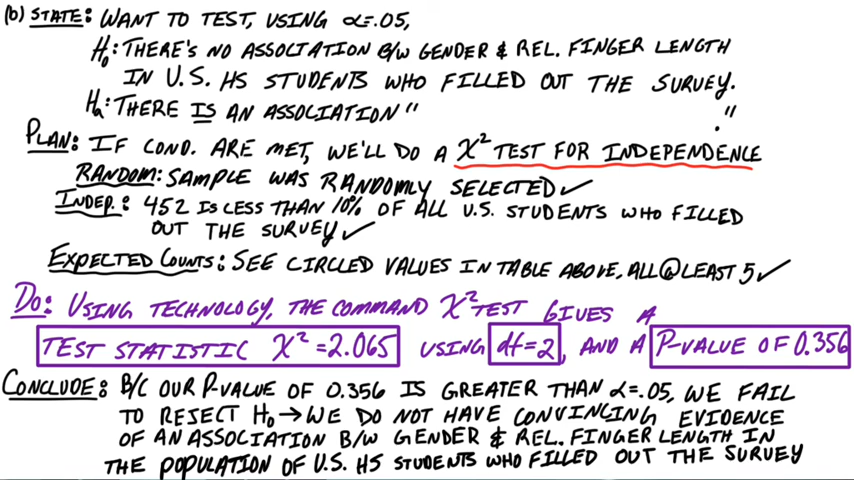 (b) STATE: WANT TO TEST, USING α=.05,
H₀: THERE'S NO ASSOCIATION B/W GENDER & REL. FINGER LENGTH
IN U.S. HS STUDENTS WHO FILLED OUT THE SURVEY.
Hₐ: THERE IS AN ASSOCIATION " . "
PLAN: IF COND. ARE MET, WE'LL DO A X² TEST FOR INDEPENDENCE
RANDOM: SAMPLE WAS RANDOMLY SELECTED ✓
INDEP.: 452 IS LESS THAN 10% OF ALL U.S. STUDENTS WHO FILLED
OUT THE SURVEY ✓
EXPECTED COUNTS: SEE CIRCLED VALUES IN TABLE ABOVE, ALL @ LEAST 5 ✓
DO: USING TECHNOLOGY, THE COMMAND X² TEST GIVES A
TEST STATISTIC X² = 2.065 USING df=2, AND A P-VALUE OF 0.356
CONCLUDE: B/C OUR P-VALUE OF 0.356 IS GREATER THAN α=.05, WE FAIL
TO REJECT H₀ → WE DO NOT HAVE CONVINCING EVIDENCE
OF AN ASSOCIATION B/W GENDER & REL. FINGER LENGTH IN
THE POPULATION OF U.S. HS STUDENTS WHO FILLED OUT THE SURVEY